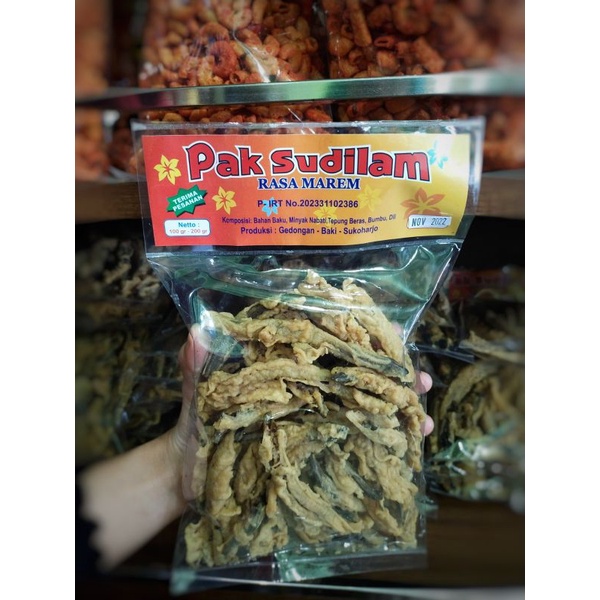 Pak Sudilam
RASA MAREM
TERIMA
PESANAN
P- IRT No.202331102386
Netto :
100 gr - 200 gr
Komposisi: Bahan Baku, Minyak Nabati,Tepung Beras, Bumbu, Dll
Produksi : Gedongan - Baki - Sukoharjo
NOV 2022